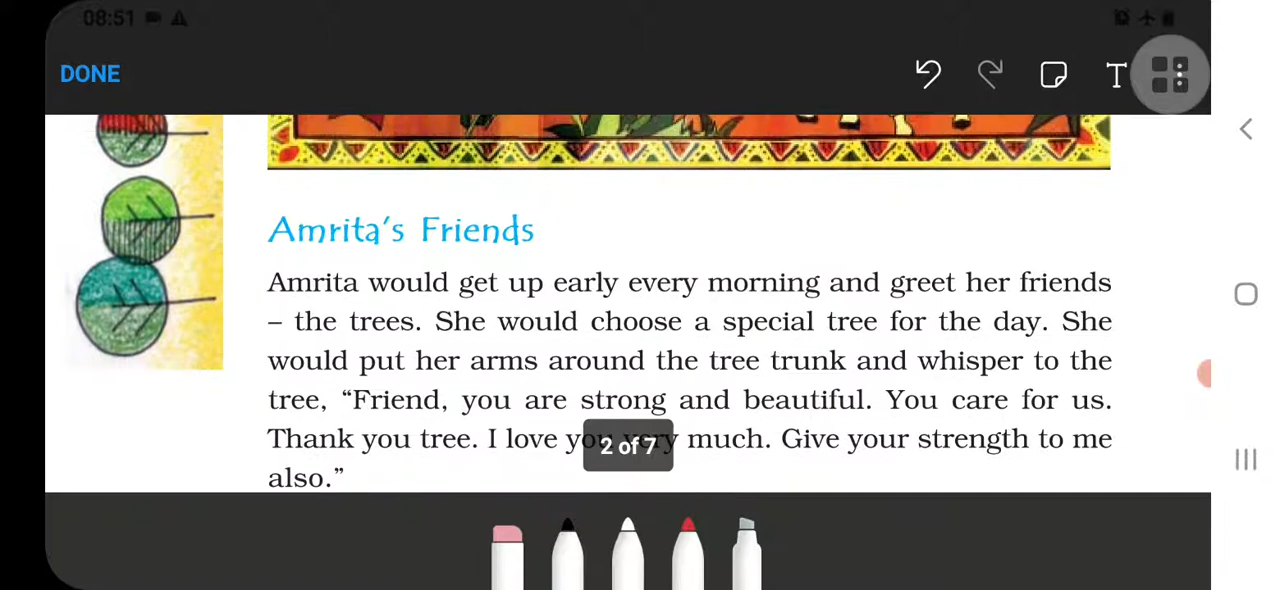 08:51
DONE
T
Amrita's Friends
Amrita would get up early every morning and greet her friends
– the trees. She would choose a special tree for the day. She
would put her arms around the tree trunk and whisper to the
tree, “Friend, you are strong and beautiful. You care for us.
Thank you tree. I love you very much. Give your strength to me
also.”
2 of 7